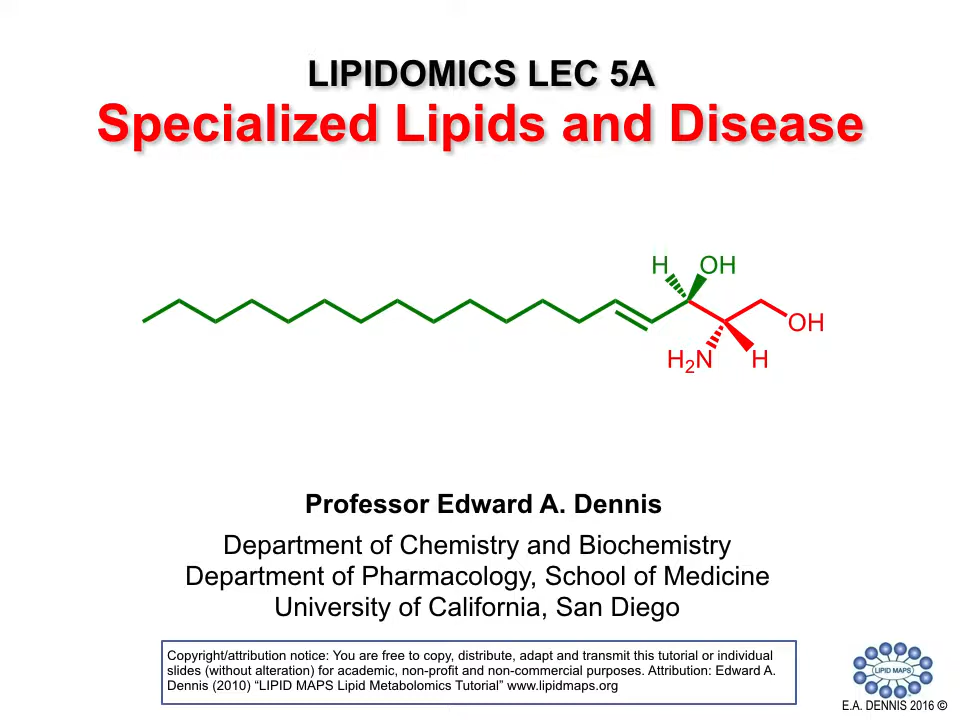 LIPIDOMICS LEC 5A
Specialized Lipids and Disease
H OH
OH
H₂N H
Professor Edward A. Dennis
Department of Chemistry and Biochemistry
Department of Pharmacology, School of Medicine
University of California, San Diego
Copyright/attribution notice: You are free to copy, distribute, adapt and transmit this tutorial or individual
slides (without alteration) for academic, non-profit and non-commercial purposes. Attribution: Edward A.
Dennis (2010) “LIPID MAPS Lipid Metabolomics Tutorial” www.lipidmaps.org
LIPID MAPS
E.A. DENNIS 2016 ©